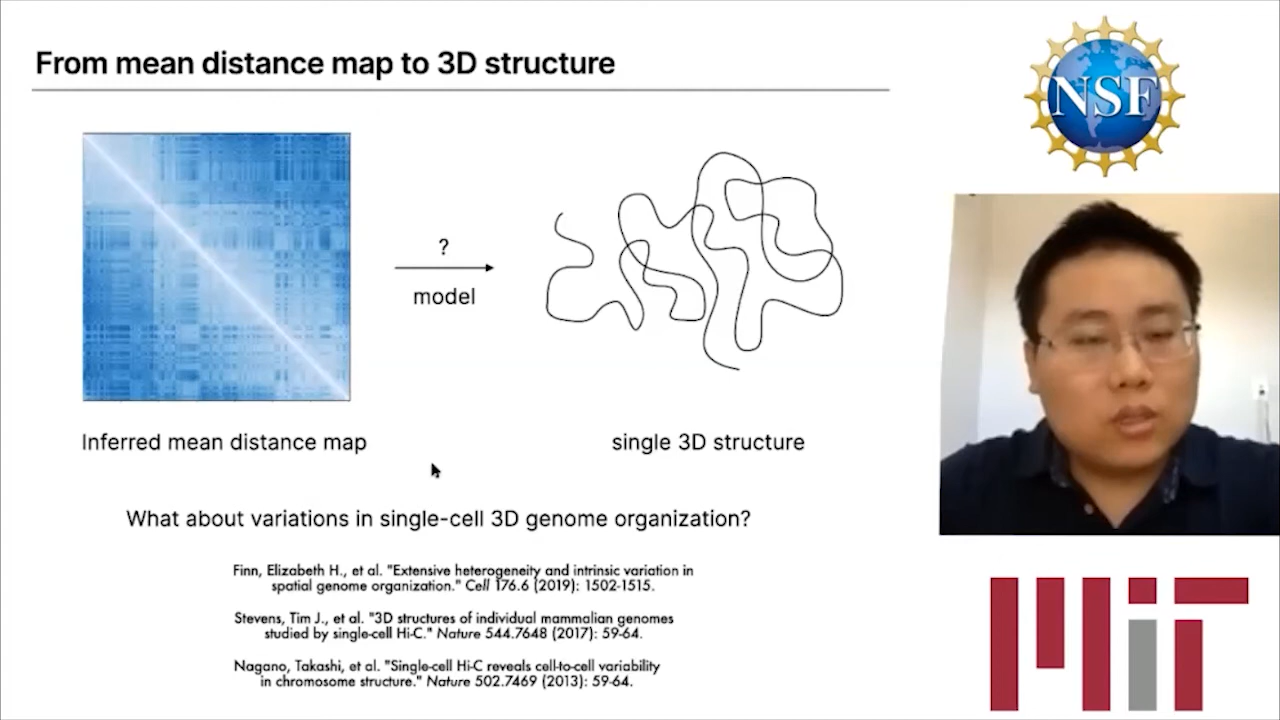 From mean distance map to 3D structure
NSF
?
model
Inferred mean distance map
single 3D structure
What about variations in single-cell 3D genome organization?
Finn, Elizabeth H., et al. "Extensive heterogeneity and intrinsic variation in
spatial genome organization." Cell 176.6 (2019): 1502-1515.
Stevens, Tim J., et al. "3D structures of individual mammalian genomes
studied by single-cell Hi-C." Nature 544.7648 (2017): 59-64.
Nagano, Takashi, et al. "Single-cell Hi-C reveals cell-to-cell variability
in chromosome structure." Nature 502.7469 (2013): 59-64.
MIT